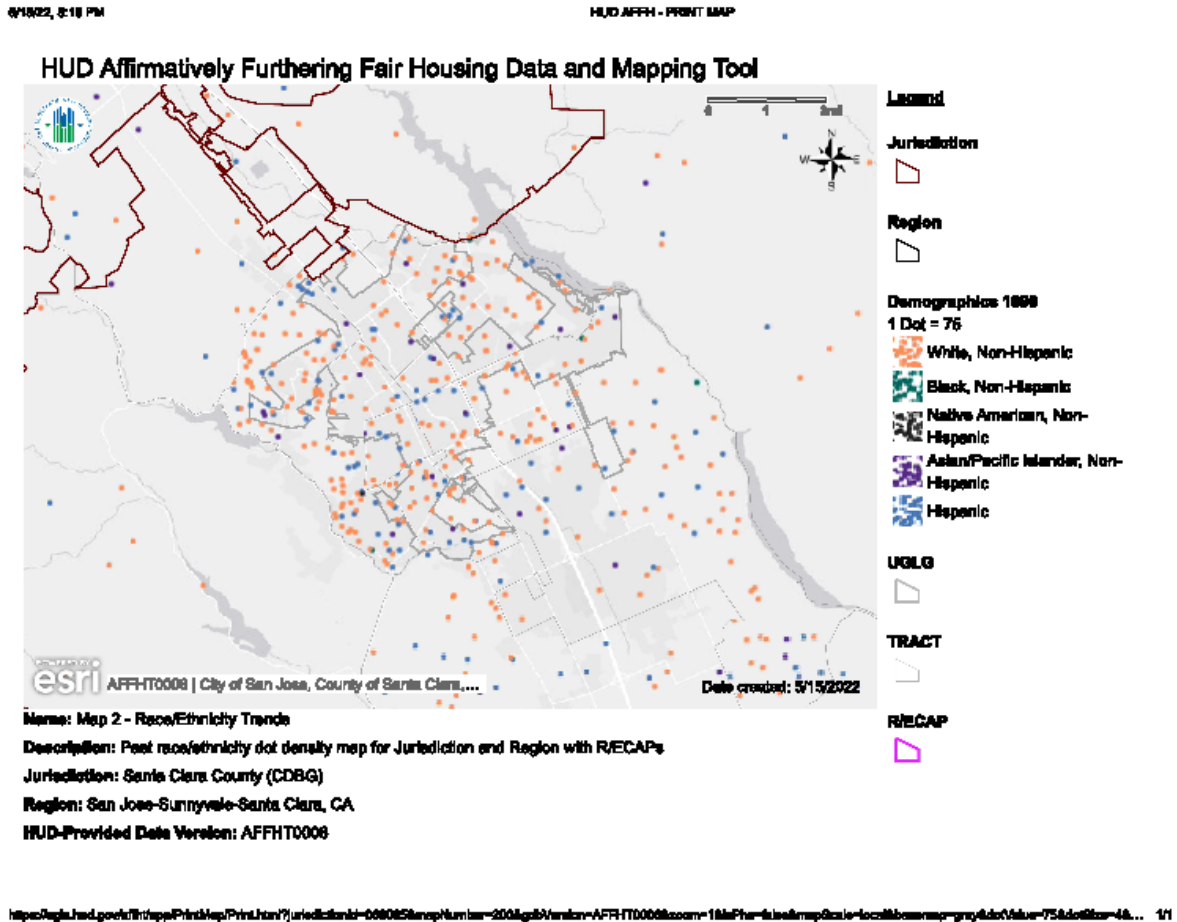 HUD AFFH - PRINT MAP
HUD Affirmatively Furthering Fair Housing Data and Mapping Tool
N
W E
S
Legend
Jurisdiction
Region
1 Dot = 75
White, Non-Hispanic
Black, Non-Hispanic
Native American, Non-
Hispanic
Asian/Pacific Islander, Non-
Hispanic
Hispanic
UGLG
TRACT
R/ECAP
esri AFFHT0006 | City of San Jose, County of Santa Clara,...
Date created: 5/15/2022
Name: Map 2 - Race/Ethnicity Trends
Description: Past race/ethnicity dot density map for Jurisdiction and Region with R/ECAPs
Jurisdiction: Santa Clara County (CDBG)
Region: San Jose-Sunnyvale-Santa Clara, CA
HUD-Provided Data Version: AFFHT0006
1/1